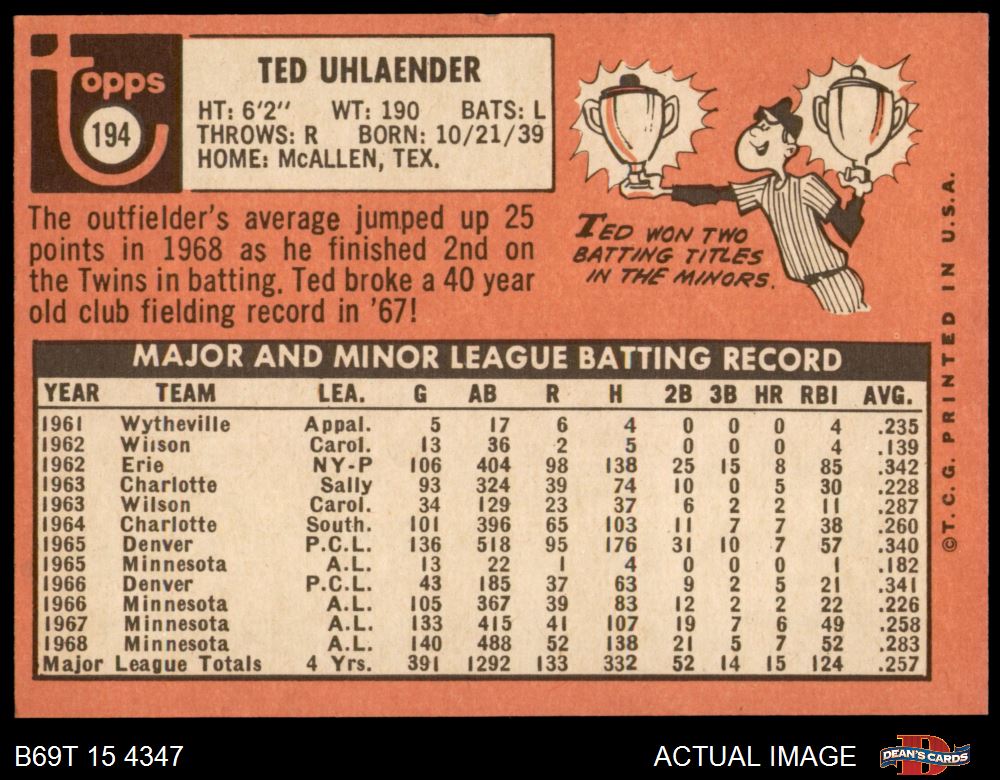 topps
194
TED UHLAENDER
HT: 6'2" WT: 190 BATS: L
THROWS: R BORN: 10/21/39
HOME: McALLEN, TEX.
The outfielder's average jumped up 25
points in 1968 as he finished 2nd on
the Twins in batting. Ted broke a 40 year
old club fielding record in '67!
TED WON TWO
BATTING TITLES
IN THE MINORS.
MAJOR AND MINOR LEAGUE BATTING RECORD
YEAR TEAM LEA. G AB R H 2B 3B HR RBI AVG.
1961 Wytheville Appal. 5 17 6 4 0 0 0 4 .235
1962 Wilson Carol. 13 36 2 5 0 0 0 4 .139
1962 Erie NY-P 106 404 98 138 25 15 8 85 .342
1963 Charlotte Sally 93 324 39 74 10 0 5 30 .228
1963 Wilson Carol. 34 129 23 37 6 2 2 11 .287
1964 Charlotte South. 101 396 65 103 11 7 7 38 .260
1965 Denver P.C.L. 136 518 95 176 31 10 7 57 .340
1965 Minnesota A.L. 13 22 1 4 0 0 0 1 .182
1966 Denver P.C.L. 43 185 37 63 9 2 5 21 .341
1966 Minnesota A.L. 105 367 39 83 12 2 2 22 .226
1967 Minnesota A.L. 133 415 41 107 19 7 6 49 .258
1968 Minnesota A.L. 140 488 52 138 21 5 7 52 .283
Major League Totals 4 Yrs. 391 1292 133 332 52 14 15 124 .257
©T.C.G. PRINTED IN U.S.A.
B69T 15 4347
ACTUAL IMAGE
DEAN'S CARDS